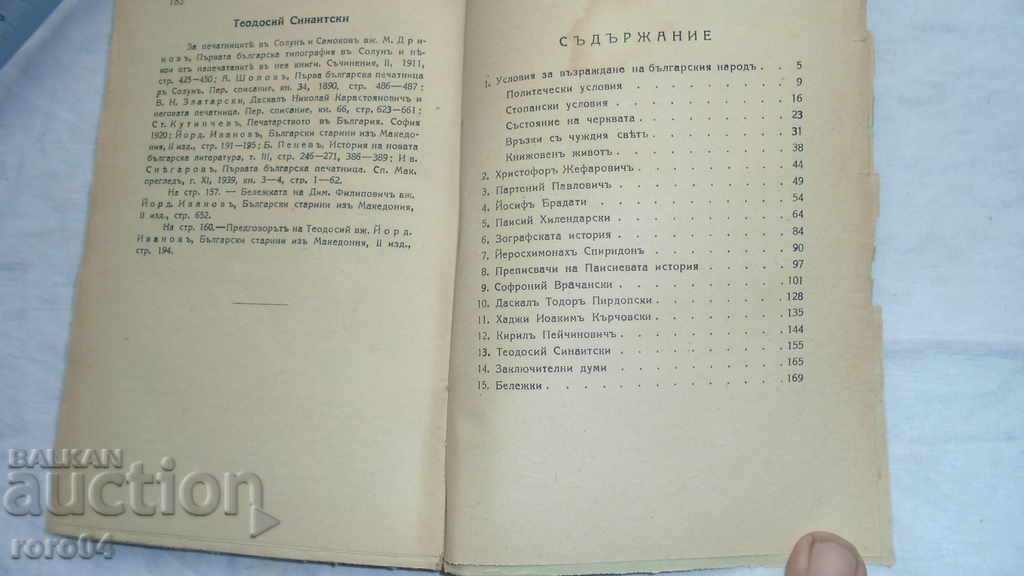 Теодосий Синаитски
За печатницитѣ въ Солунъ и Самоковъ вж. М. Дри-
новъ, Първата българска типография въ Солунъ и нѣ-
кои отъ напечатанитѣ въ нея книги. Съчинения, II, 1911,
стр. 425—450; А. Шоповъ, Първа българска печатница
въ Солунъ. Пер. списание, кн. 34, 1890, стр. 486—487;
В. Н. Златарски, Даскалъ Николай Карастояновичъ и
неговата печатница. Пер. списание, кн. 66, стр. 623—661;
Ст. Кутинчевъ, Печатарството въ България. София
1920; Йорд. Ивановъ, Български старини изъ Македо-
ния, II изд., стр. 191—195; Б. Пеневъ, История на новата
българска литература, т. III, стр. 246—271, 386—389; Ив.
Снѣгаровъ, Първата българска печатница. Сп. Мак.
прегледъ, г. XI, 1939, кн. 3—4, стр. 1—62.
На стр. 157. — Бележката на Дим. Филиповичъ вж.
Йорд. Ивановъ, Български старини изъ Македония,
II изд., стр. 652.
На стр. 160.—Предговорътъ на Теодосий вж. Йорд.
Ивановъ, Български старини изъ Македония, II изд.,
стр. 194.
СЪДЪРЖАНИЕ
1. Условия за възраждане на българския народъ . 5
Политически условия . . . . . . 9
Стопански условия . . . . . . 16
Състояние на черквата . . . . . 23
Връзки съ чуждия свѣтъ . . . . . 31
Книжовенъ животъ . . . . . . 38
2. Христофоръ Жефаровичъ . . . . . . 44
3. Партений Павловичъ . . . . . . . 49
4. Йосифъ Брадати . . . . . . . . 54
5. Паисий Хилендарски . . . . . . . 64
6. Зографската история . . . . . . . 84
7. Йеросхимонахъ Спиридонъ . . . . . . 90
8. Преписвачи на Паисиевата история . . . . 97
9. Софроний Врачански . . . . . . . 101
10. Даскалъ Тодоръ Пирдопски . . . . . . 128
11. Хаджи Иоакимъ Кърчовски . . . . . . 135
12. Кирилъ Пейчиновичъ . . . . . . . 144
13. Теодосий Синаитски . . . . . . . 155
14. Заключителни думи . . . . . . . 165
15. Бележки . . . . . . . . . . 169
BALKAN
auction
roro04